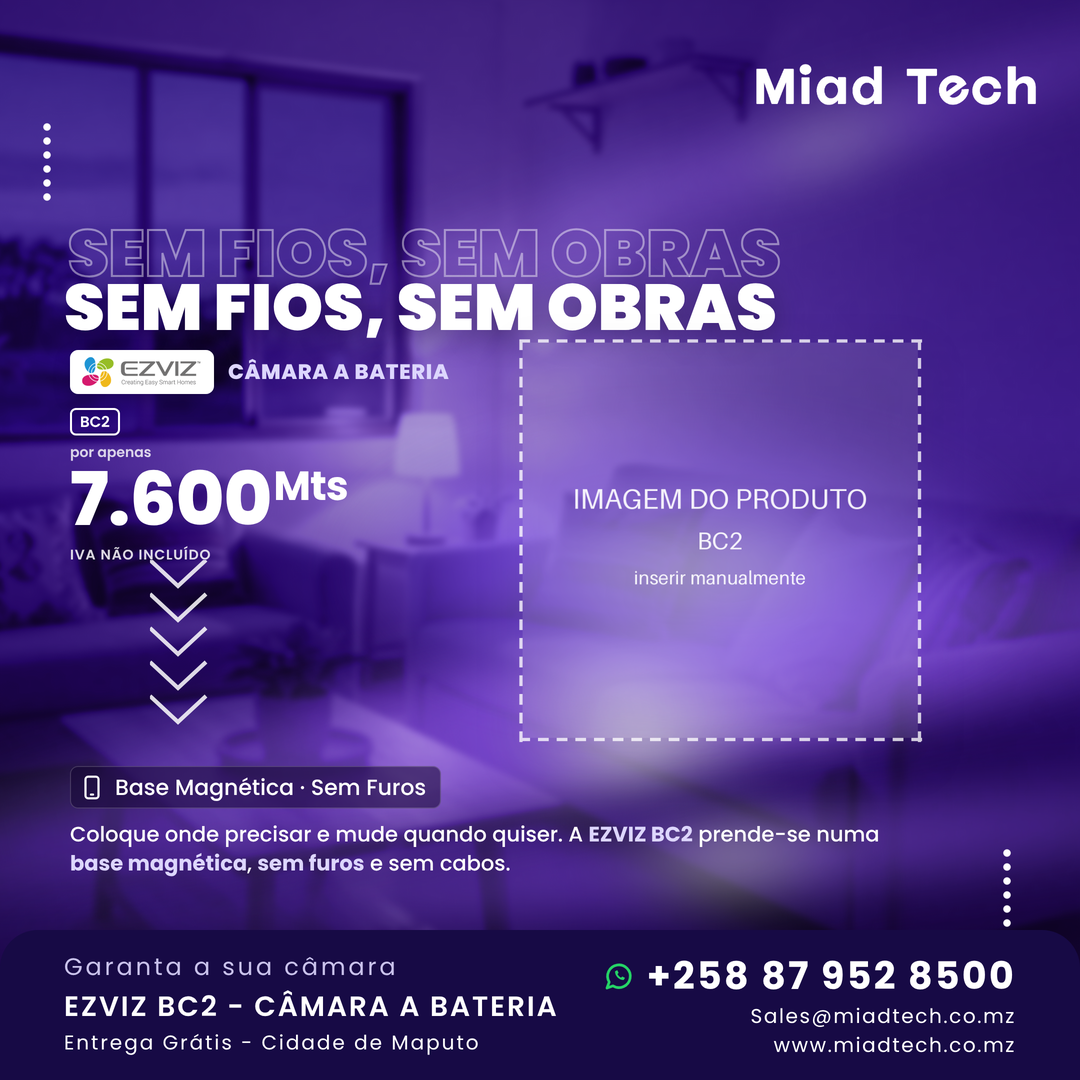 Miad Tech
SEM FIOS, SEM OBRAS
SEM FIOS, SEM OBRAS
EZVIZ™
Creating Easy Smart Homes
CÂMARA A BATERIA
BC2
por apenas
7.600Mts
IVA NÃO INCLUÍDO
IMAGEM DO PRODUTO
BC2
inserir manualmente
Base Magnética · Sem Furos
Coloque onde precisar e mude quando quiser. A EZVIZ BC2 prende-se numa
base magnética, sem furos e sem cabos.
Garanta a sua câmara
EZVIZ BC2 - CÂMARA A BATERIA
Entrega Grátis - Cidade de Maputo
+258 87 952 8500
Sales@miadtech.co.mz
www.miadtech.co.mz